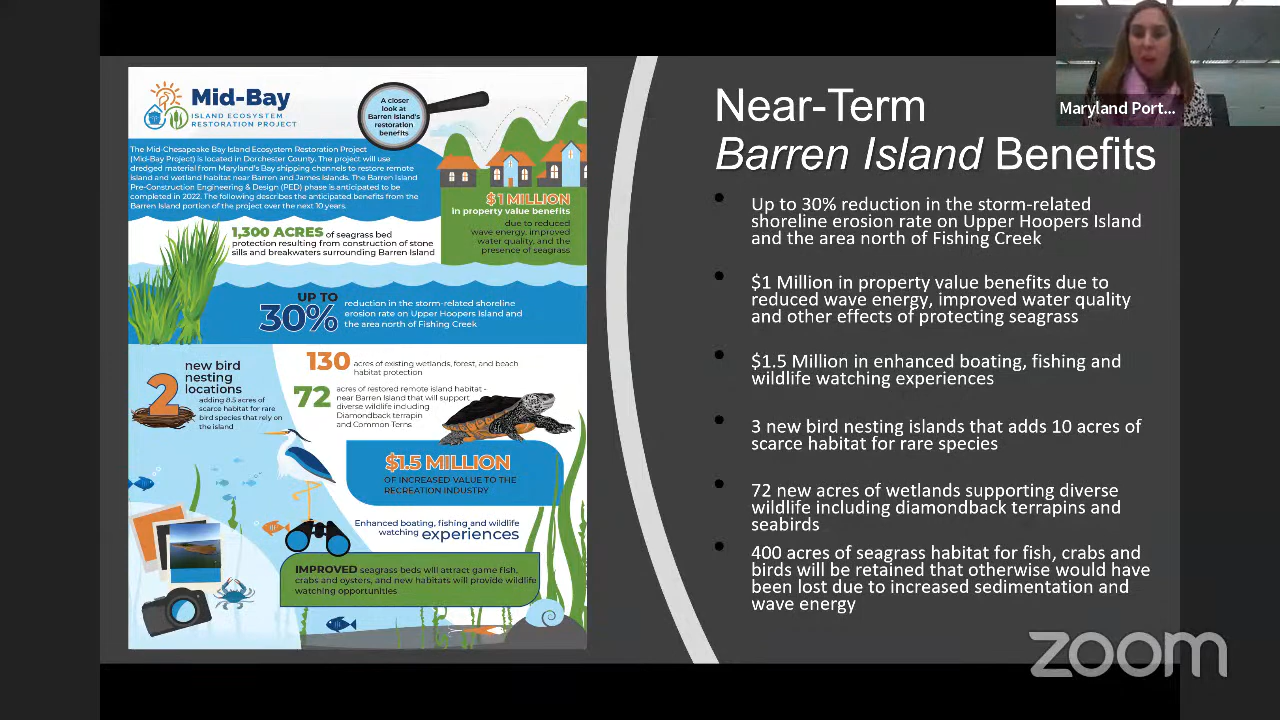 Mid-Bay
ISLAND ECOSYSTEM
RESTORATION PROJECT
A closer
look at
Barren Island's
restoration
benefits
The Mid-Chesapeake Bay Island Ecosystem Restoration Project
(Mid-Bay Project) is located in Dorchester County. The project will use
dredged material from Maryland's Bay shipping channels to restore remote
island and wetland habitat near Barren and James Islands. The Barren Island
Pre-Construction Engineering & Design (PED) phase is anticipated to be
completed in 2022. The following describes the anticipated benefits from the
Barren Island portion of the project over the next 10 years.
$1 MILLION
in property value benefits
due to reduced
wave energy, improved
water quality, and the
presence of seagrass
1,300 ACRES of seagrass bed
protection resulting from construction of stone
sills and breakwaters surrounding Barren Island
UP TO
30%
reduction in the storm-related shoreline
erosion rate on Upper Hoopers Island and
the area north of Fishing Creek
2
new bird
nesting
locations
adding 8.5 acres of
scarce habitat for rare
bird species that rely on
the island
130 acres of existing wetlands, forest, and beach
habitat protection
72 acres of restored remote island habitat -
near Barren Island that will support
diverse wildlife including
Diamondback terrapin
and Common Terns
$1.5 MILLION
OF INCREASED VALUE TO THE
RECREATION INDUSTRY
Enhanced boating, fishing and wildlife
watching experiences
IMPROVED seagrass beds will attract game fish,
crabs and oysters, and new habitats will provide wildlife
watching opportunities
Near-Term
Barren Island Benefits
Up to 30% reduction in the storm-related
shoreline erosion rate on Upper Hoopers Island
and the area north of Fishing Creek
$1 Million in property value benefits due to
reduced wave energy, improved water quality
and other effects of protecting seagrass
$1.5 Million in enhanced boating, fishing and
wildlife watching experiences
3 new bird nesting islands that adds 10 acres of
scarce habitat for rare species
72 new acres of wetlands supporting diverse
wildlife including diamondback terrapins and
seabirds
400 acres of seagrass habitat for fish, crabs and
birds will be retained that otherwise would have
been lost due to increased sedimentation and
wave energy
Maryland Port...
zoom